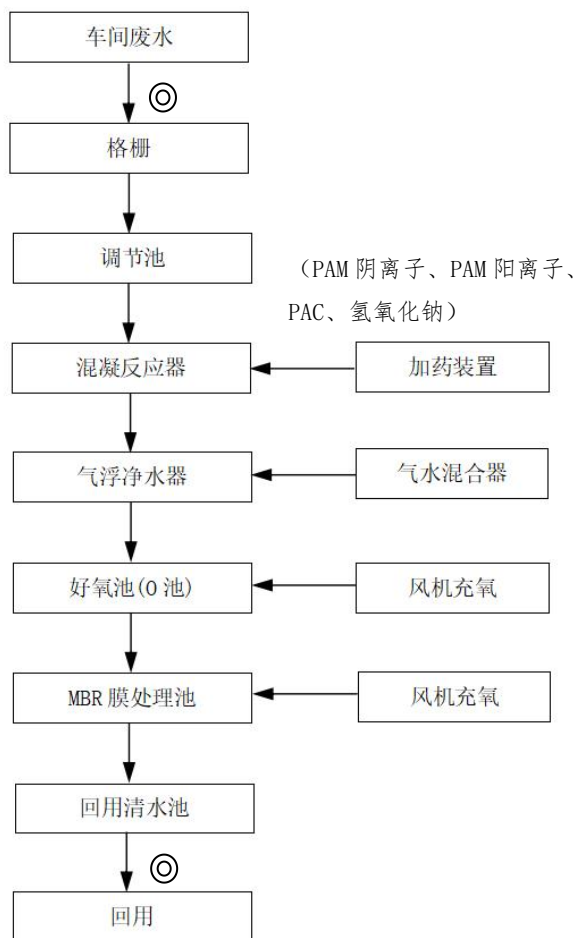 车间废水
◎
格栅
调节池
（PAM 阴离子、PAM 阳离子、
PAC、氢氧化钠）
混凝反应器
加药装置
气浮净水器
气水混合器
好氧池(O 池)
风机充氧
MBR 膜处理池
风机充氧
回用清水池
◎
回用